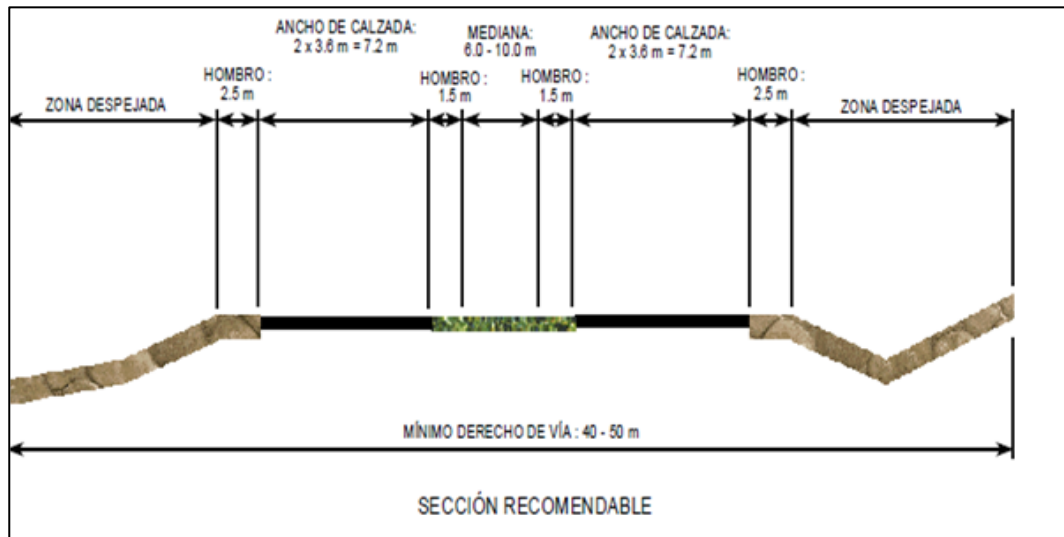 ANCHO DE CALZADA:
2 x 3.6 m = 7.2 m
MEDIANA:
6.0 - 10.0 m
ANCHO DE CALZADA:
2 x 3.6 m = 7.2 m
HOMBRO :
2.5 m
HOMBRO :
1.5 m
HOMBRO :
1.5 m
HOMBRO :
2.5 m
ZONA DESPEJADA
ZONA DESPEJADA
MÍNIMO DERECHO DE VÍA : 40 - 50 m
SECCIÓN RECOMENDABLE